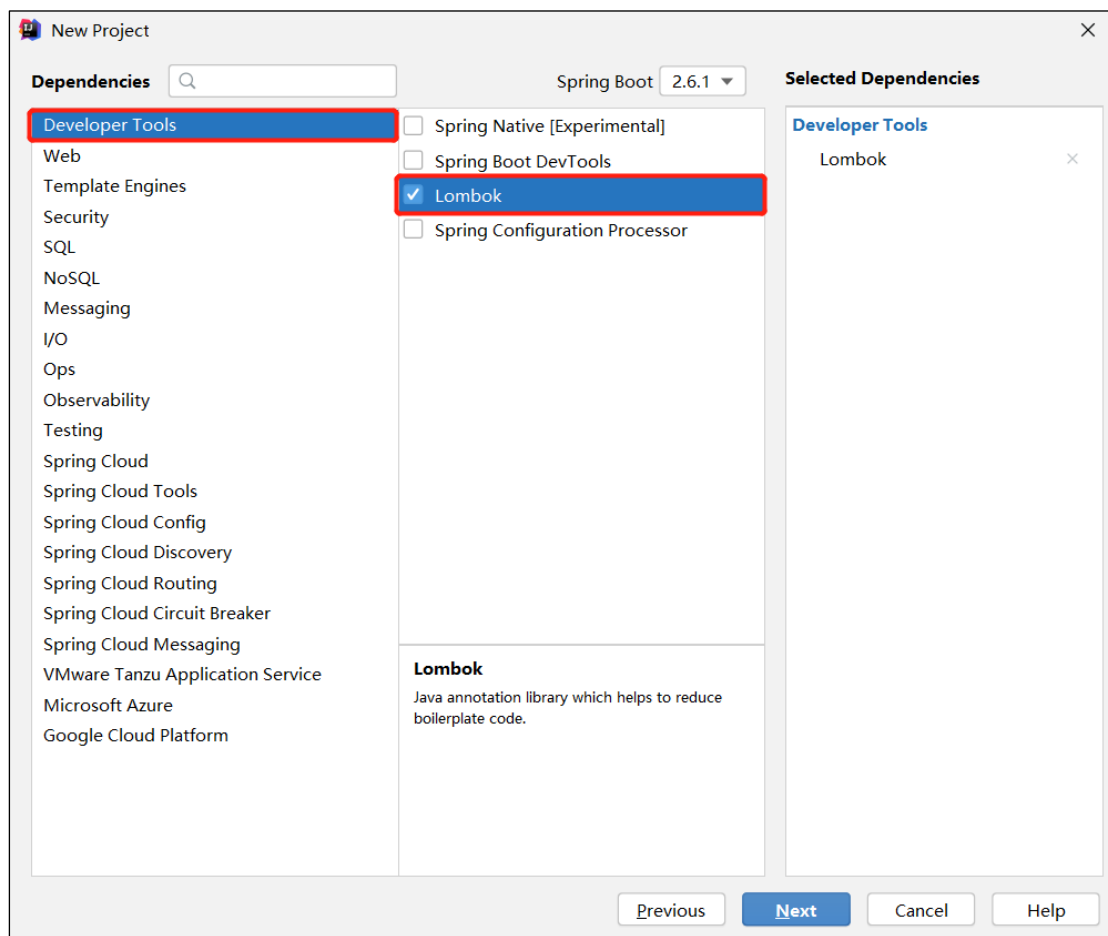 New Project
Dependencies
Spring Boot 2.6.1
Selected Dependencies
Developer Tools
Web
Template Engines
Security
SQL
NoSQL
Messaging
I/O
Ops
Observability
Testing
Spring Cloud
Spring Cloud Tools
Spring Cloud Config
Spring Cloud Discovery
Spring Cloud Routing
Spring Cloud Circuit Breaker
Spring Cloud Messaging
VMware Tanzu Application Service
Microsoft Azure
Google Cloud Platform
Spring Native [Experimental]
Spring Boot DevTools
Lombok
Spring Configuration Processor
Lombok
Java annotation library which helps to reduce
boilerplate code.
Developer Tools
Lombok
Previous
Next
Cancel
Help